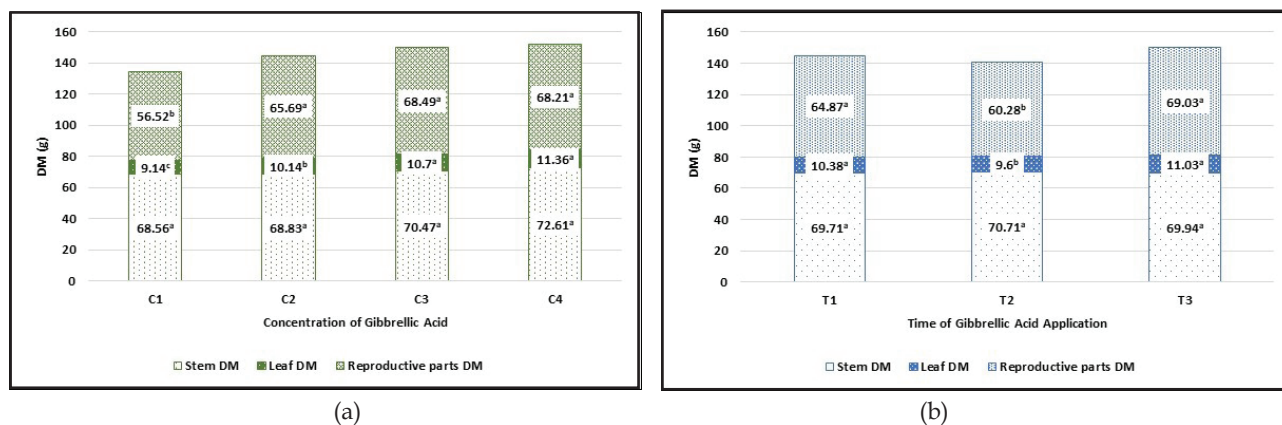 160
140
120
100
80
60
40
20
0
DM (g)
56.52ᵇ
65.69ᵃ
68.49ᵃ
68.21ᵃ
9.14ᶜ
10.14ᵇ
10.7ᵃ
11.36ᵃ
68.56ᵃ
68.83ᵃ
70.47ᵃ
72.61ᵃ
C1 C2 C3 C4
Concentration of Gibbrellic Acid
Stem DM Leaf DM Reproductive parts DM
(a)
160
140
120
100
80
60
40
20
0
DM (g)
64.87ᵃ
60.28ᵇ
69.03ᵃ
10.38ᵃ
9.6ᵇ
11.03ᵃ
69.71ᵃ
70.71ᵃ
69.94ᵃ
T1 T2 T3
Time of Gibbrellic Acid Application
Stem DM Leaf DM Reproductive parts DM
(b)